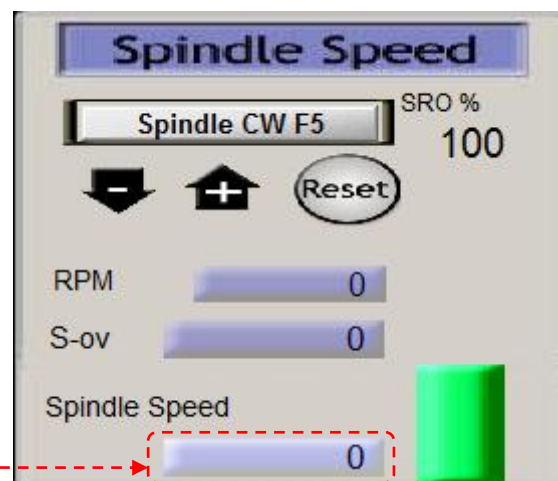 Spindle Speed
Spindle CW F5
SRO %
100
-
+
Reset
RPM 0
S-ov 0
Spindle Speed
0